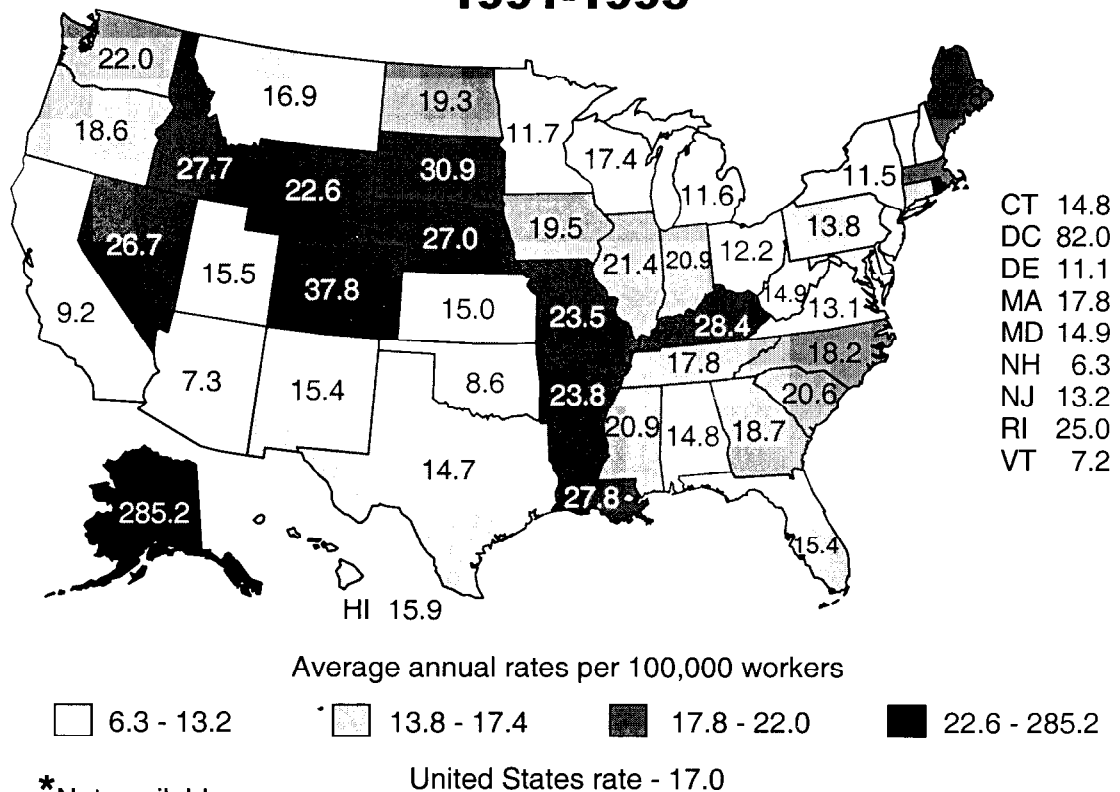 1991-1995
22.0
16.9
19.3
11.7
18.6
27.7
22.6
30.9
17.4
11.6
11.5
26.7
15.5
27.0
19.5
21.4
20.9
12.2
13.8
9.2
37.8
15.0
23.5
28.4
14.9
13.1
7.3
15.4
8.6
23.8
17.8
18.2
20.6
14.7
20.9
14.8
18.7
27.8
15.4
285.2
HI 15.9
CT 14.8
DC 82.0
DE 11.1
MA 17.8
MD 14.9
NH 6.3
NJ 13.2
RI 25.0
VT 7.2
Average annual rates per 100,000 workers
6.3 - 13.2
13.8 - 17.4
17.8 - 22.0
22.6 - 285.2
United States rate - 17.0